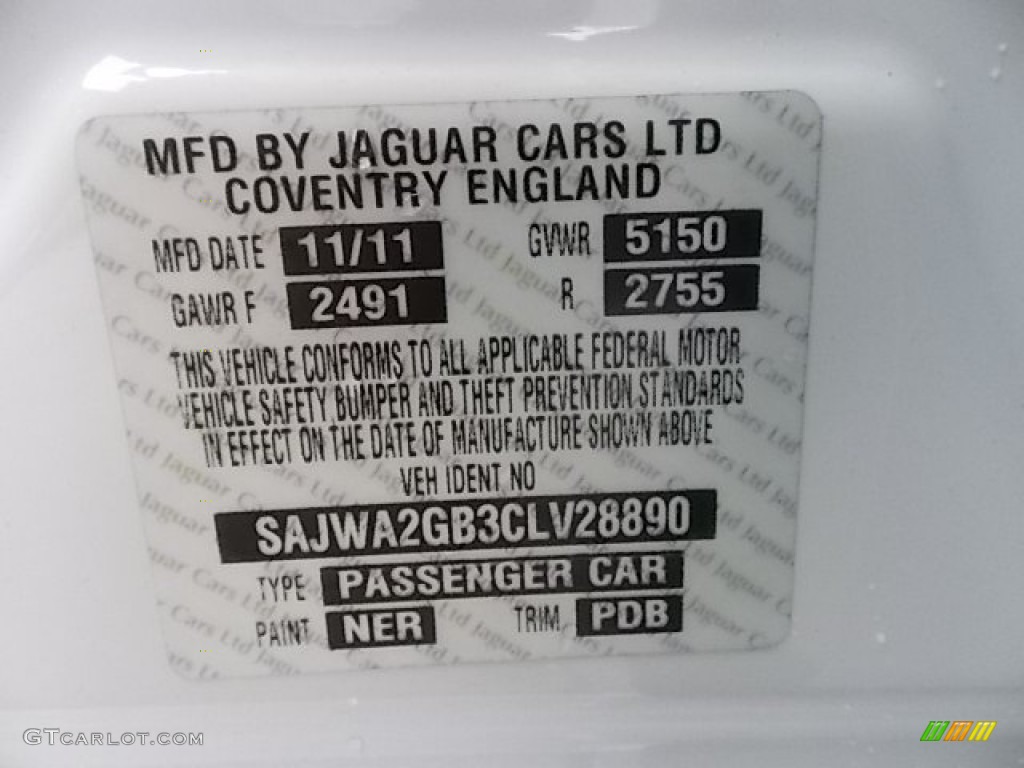 MFD BY JAGUAR CARS LTD
COVENTRY ENGLAND
MFD DATE 11/11 GVWR 5150
GAWR F 2491 R 2755
THIS VEHICLE CONFORMS TO ALL APPLICABLE FEDERAL MOTOR
VEHICLE SAFETY, BUMPER AND THEFT PREVENTION STANDARDS
IN EFFECT ON THE DATE OF MANUFACTURE SHOWN ABOVE
VEH IDENT NO
SAJWA2GB3CLV28890
TYPE PASSENGER CAR
PAINT NER TRIM PDB
GTCARLOT.COM